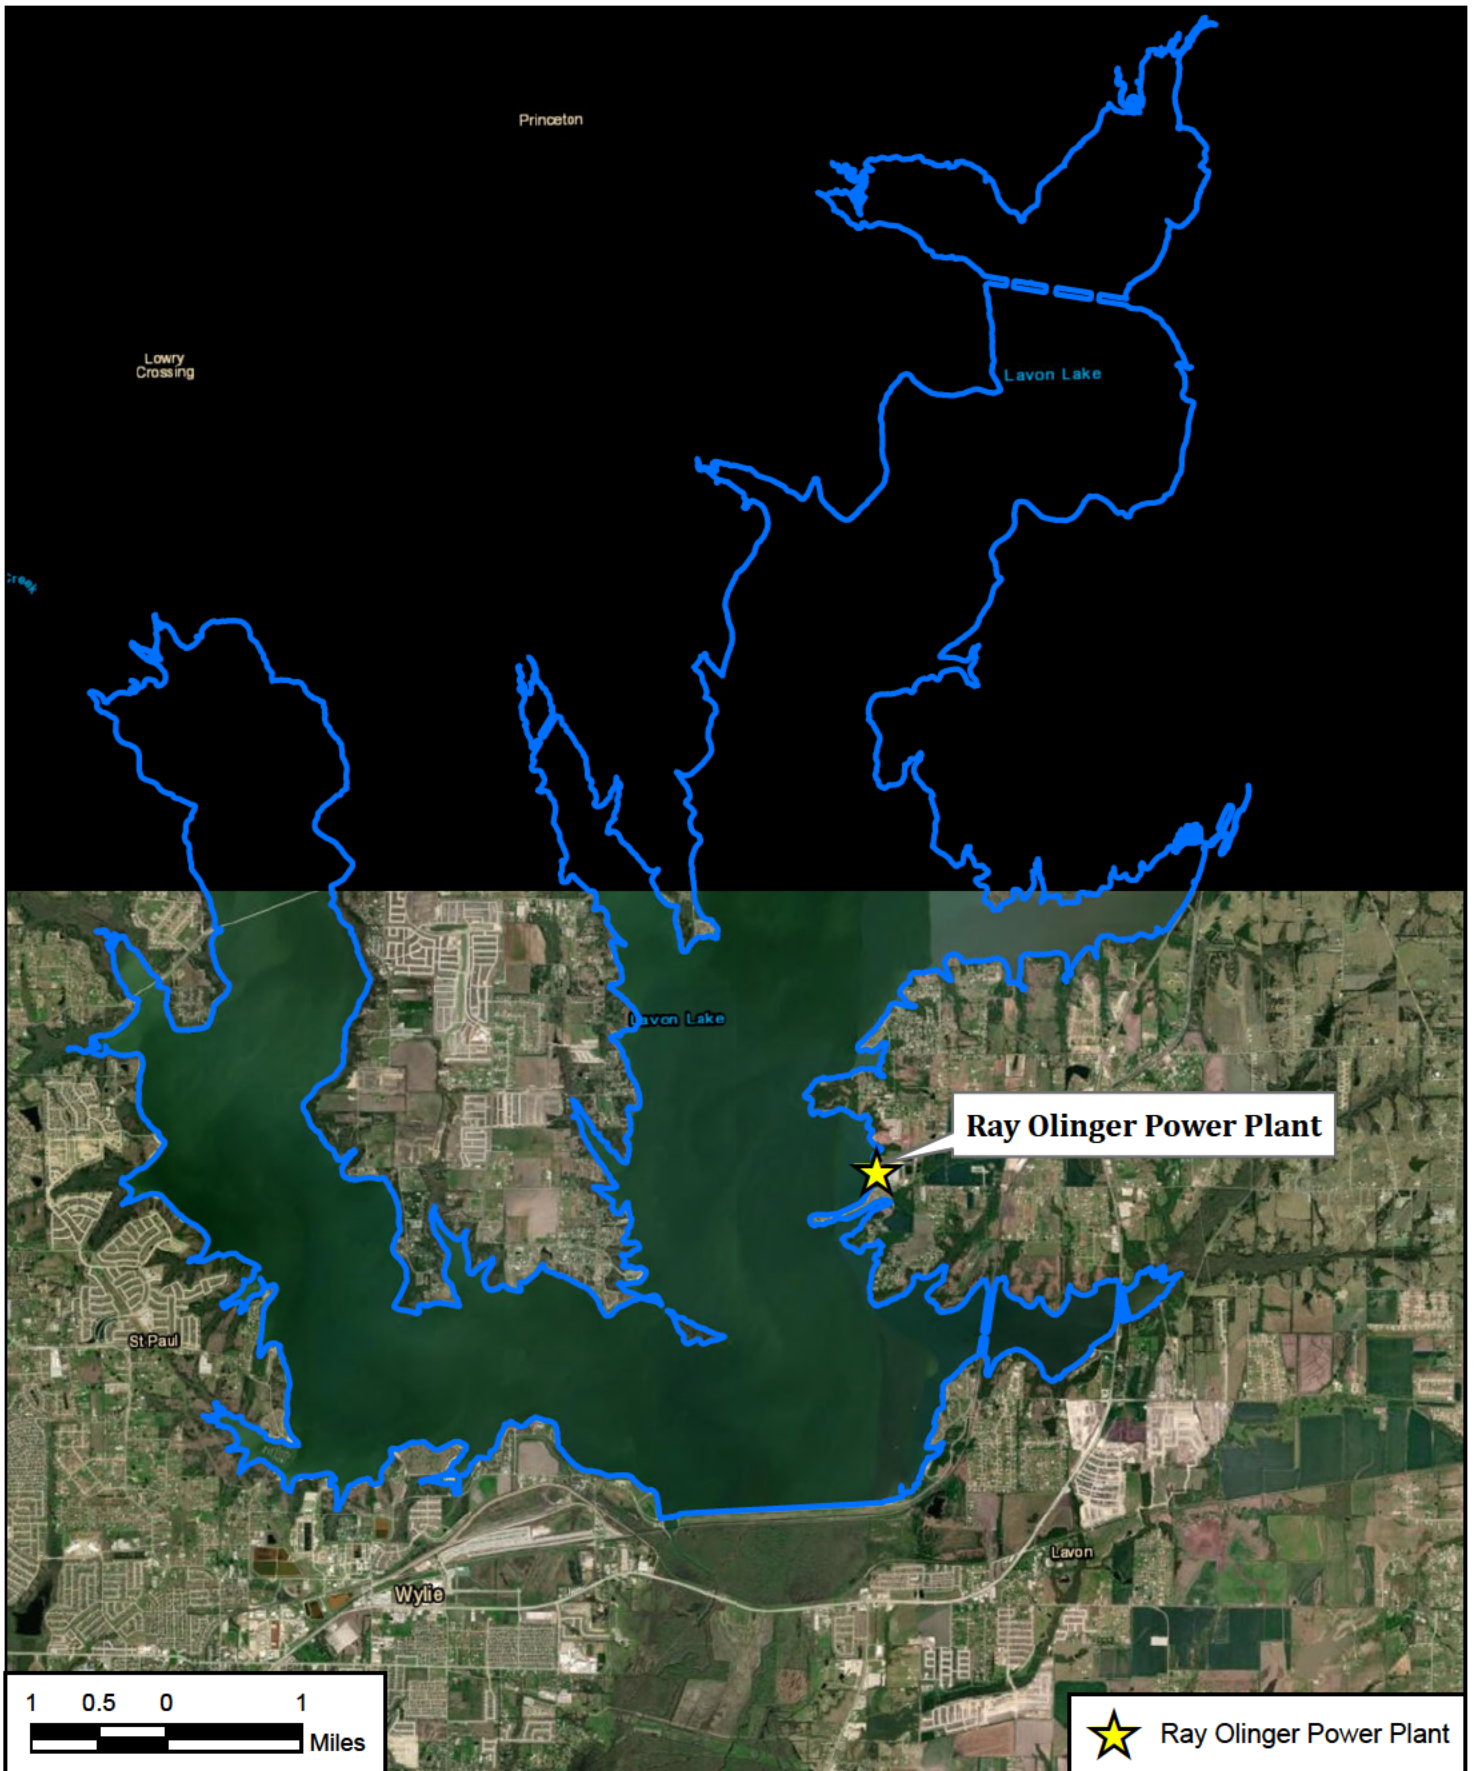 Princeton
Lowry
Crossing
Lavon Lake
Creek
Lavon Lake
Ray Olinger Power Plant
St Paul
Lavon
Wylie
1 0.5 0 1
Miles
Ray Olinger Power Plant